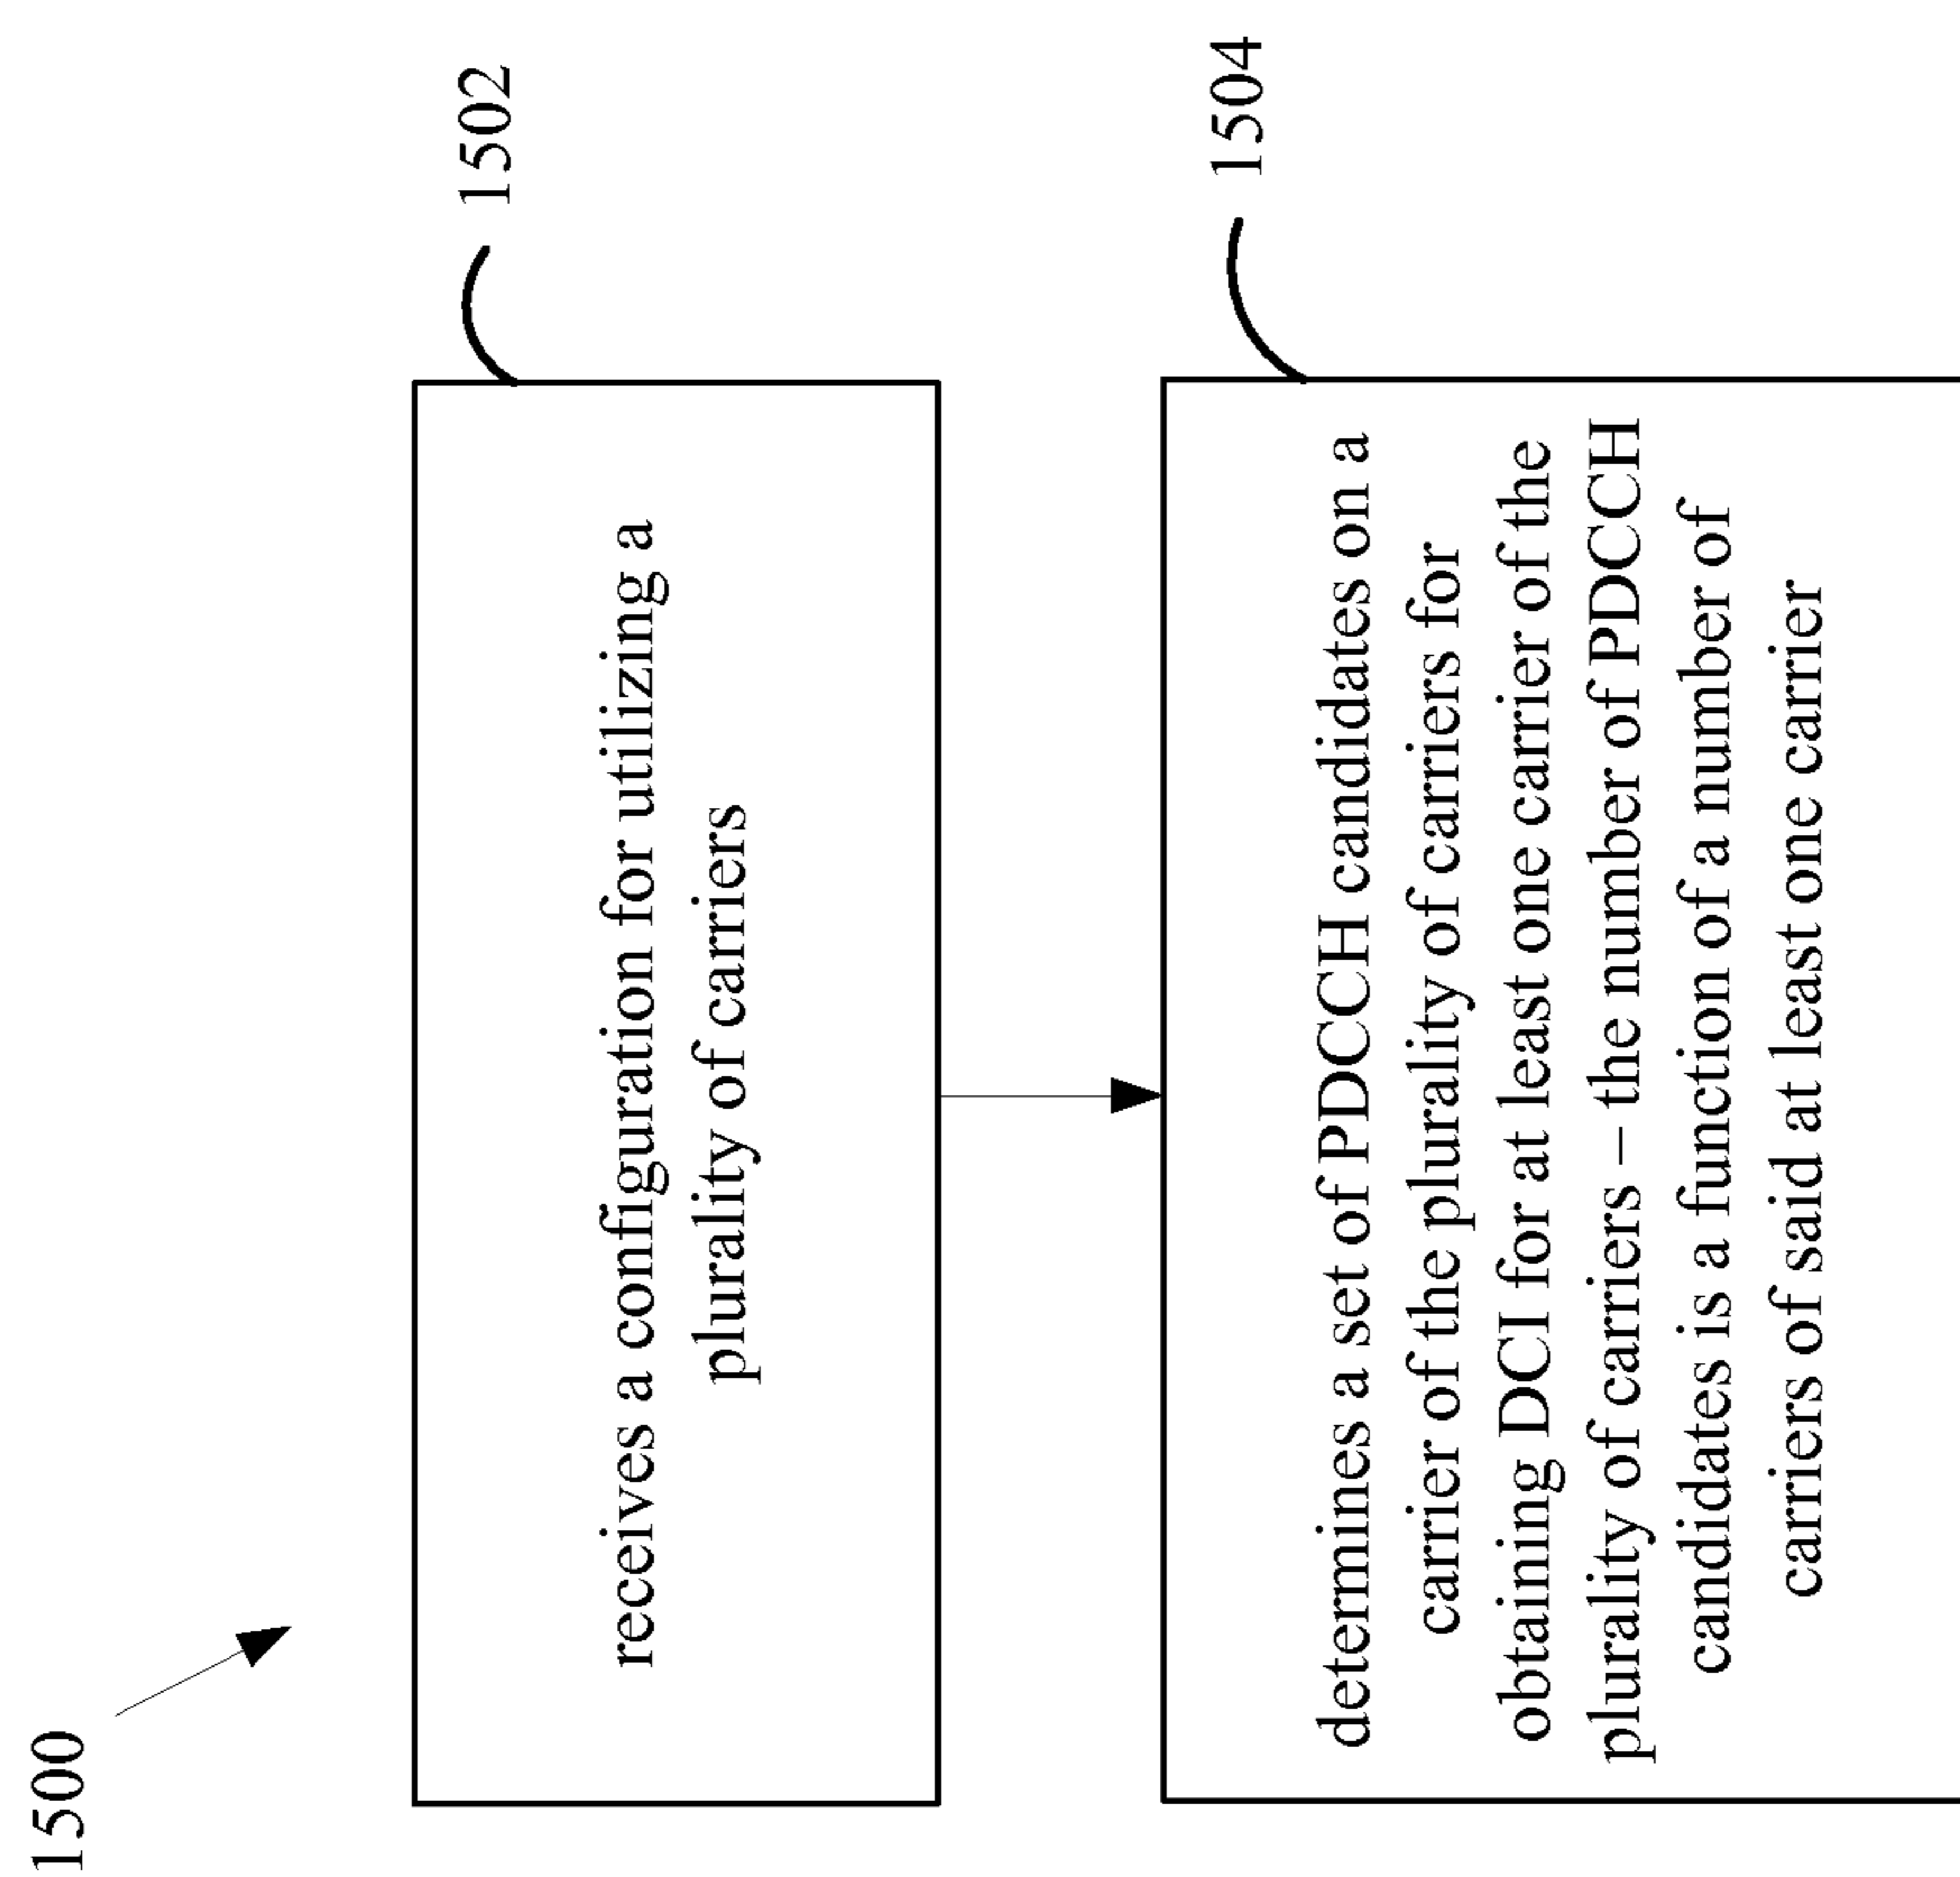 1500
1502
receives a configuration for utilizing a
plurality of carriers
1504
determines a set of PDCCH candidates on a
carrier of the plurality of carriers for
obtaining DCI for at least one carrier of the
plurality of carriers – the number of PDCCH
candidates is a function of a number of
carriers of said at least one carrier